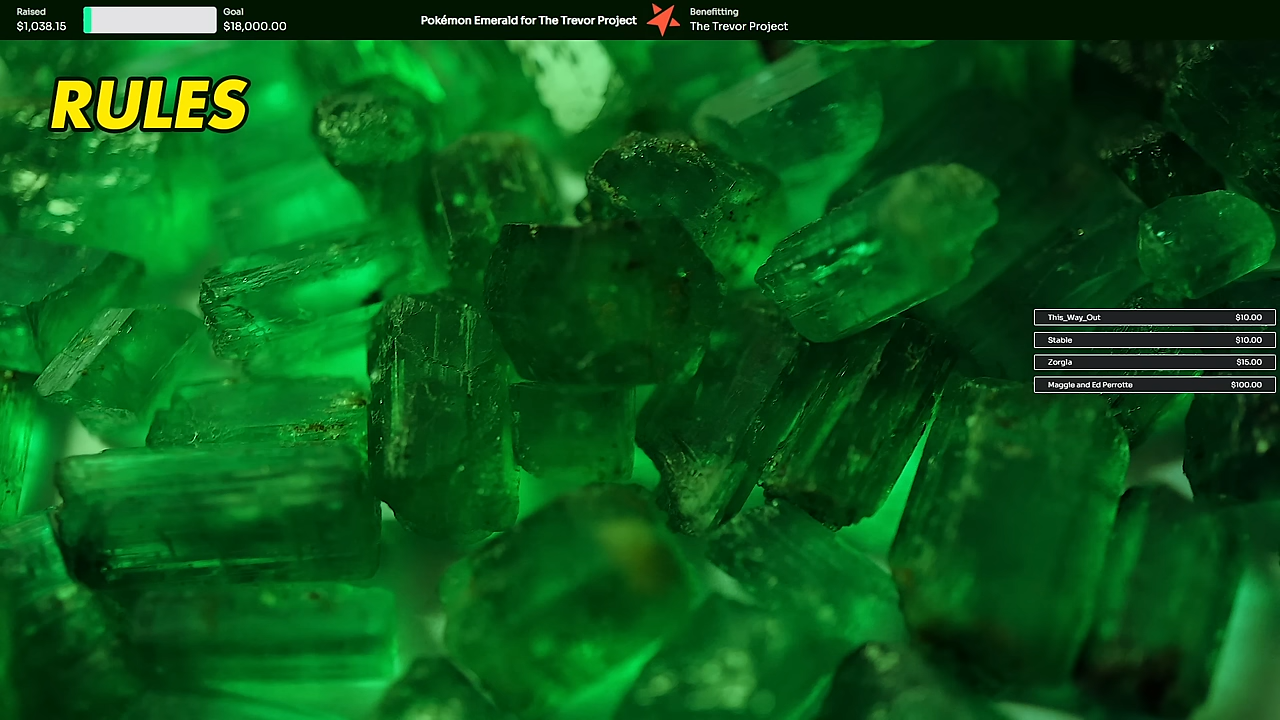 Raised
$1,038.15
Goal
$18,000.00
Pokémon Emerald for The Trevor Project
Benefitting
The Trevor Project
RULES
This_Way_Out $10.00
Stable $10.00
Zorgla $15.00
Maggie and Ed Perrotte $100.00